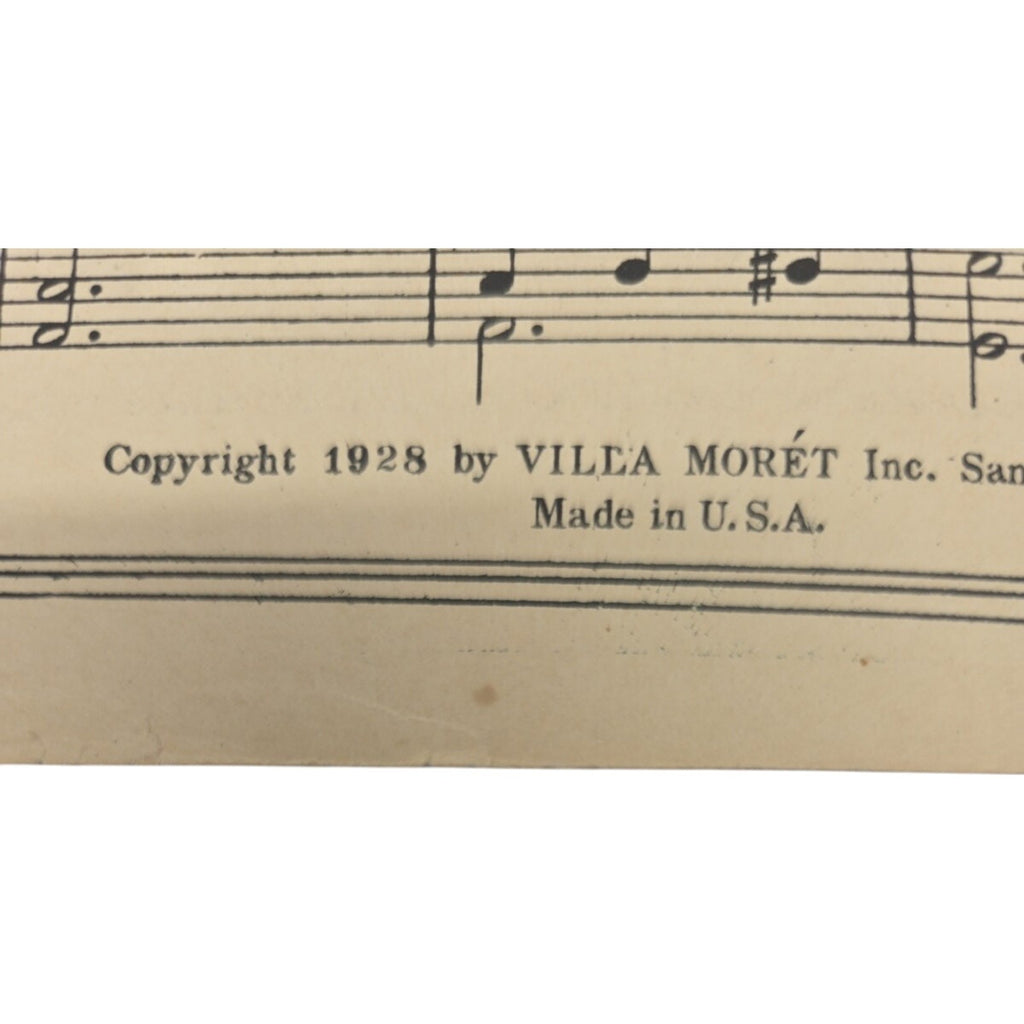 Copyright 1928 by VILLA MORÉT Inc. San
Made in U.S.A.